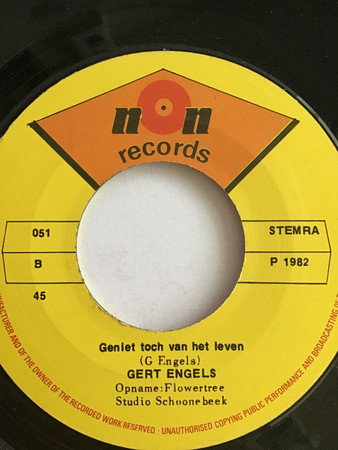 non
records
051
STEMRA
B
P 1982
45
Geniet toch van het leven
(G Engels)
GERT ENGELS
Opname:Flowertree
Studio Schoonebeek
AND OF THE OWNER OF THE RECORDED WORK RESERVED - UNAUTHORISED COPYING PUBLIC PERFORMANCE AND BROADCASTING OF